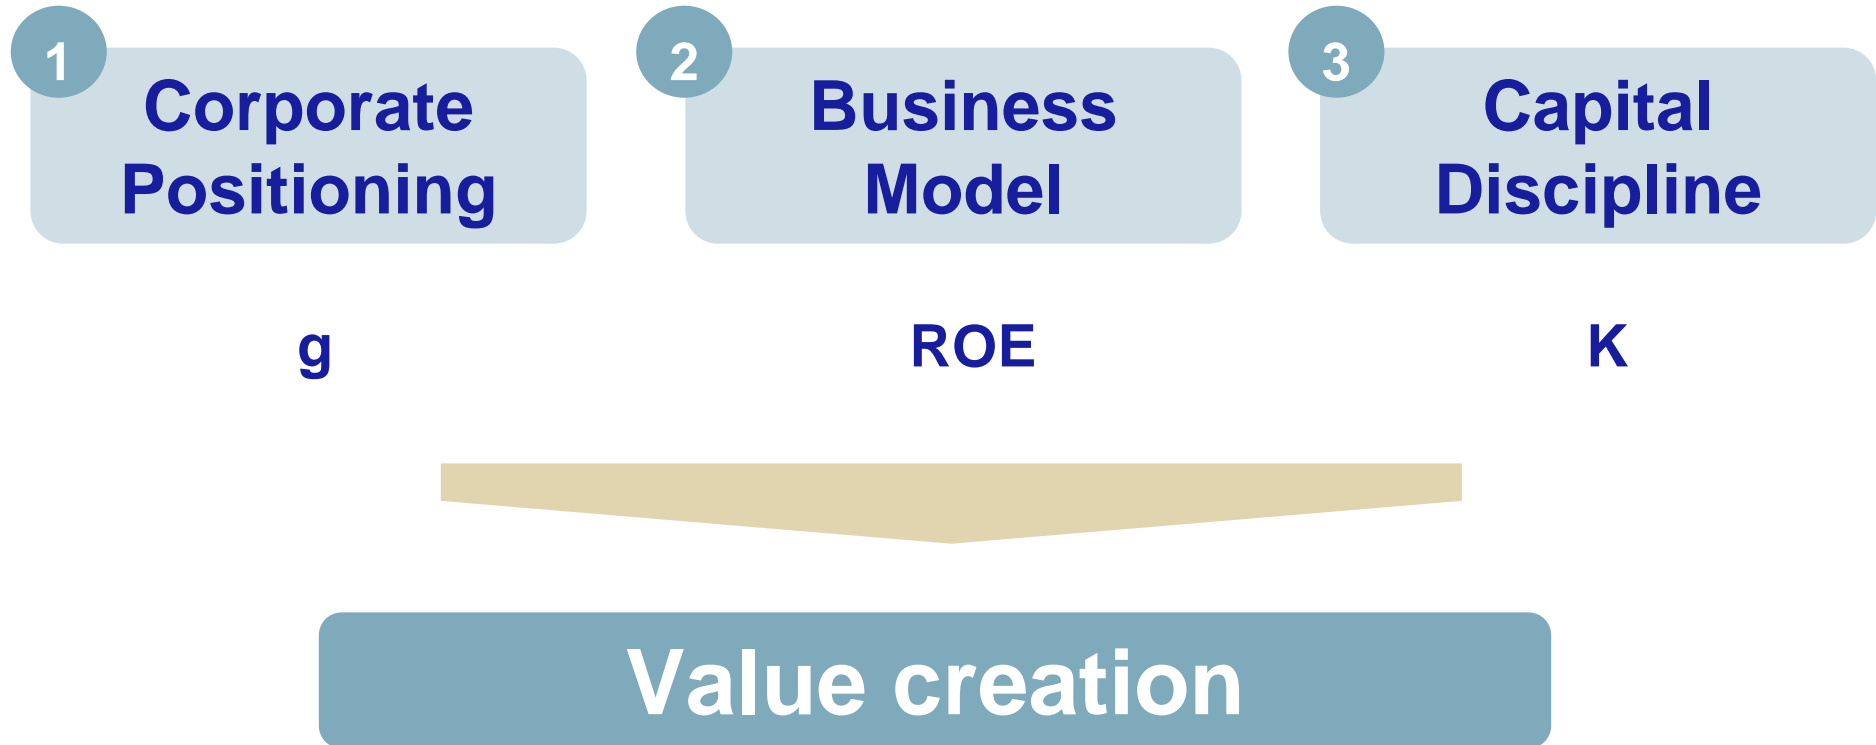 1
Corporate
Positioning
2
Business
Model
3
Capital
Discipline
g
ROE
K
Value creation